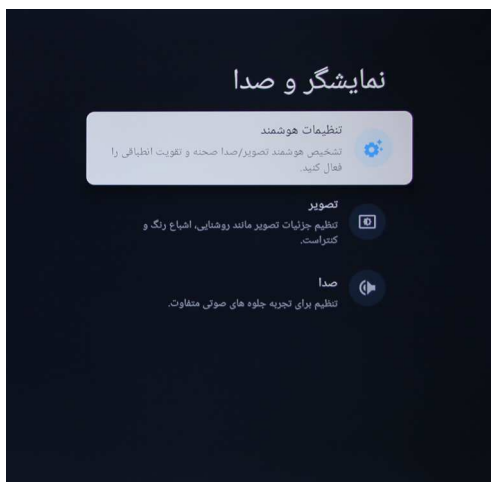 نمایشگر و صدا
تنظیمات هوشمند
تشخیص هوشمند تصویر/صدا صحنه و تقویت انطباقی را
فعال کنید.
تصویر
تنظیم جزئیات تصویر مانند روشنایی، اشباع رنگ و
کنتراست.
صدا
تنظیم برای تجربه جلوه های صوتی متفاوت.